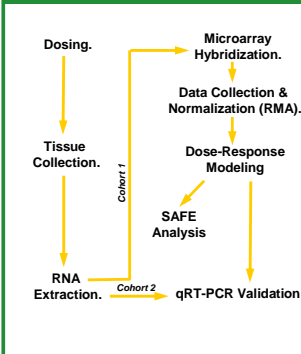 Dosing.
Tissue
Collection.
RNA
Extraction.
Cohort 1
Cohort 2
Microarray
Hybridization.
Data Collection &
Normalization (RMA).
Dose-Response
Modeling
SAFE
Analysis
qRT-PCR Validation